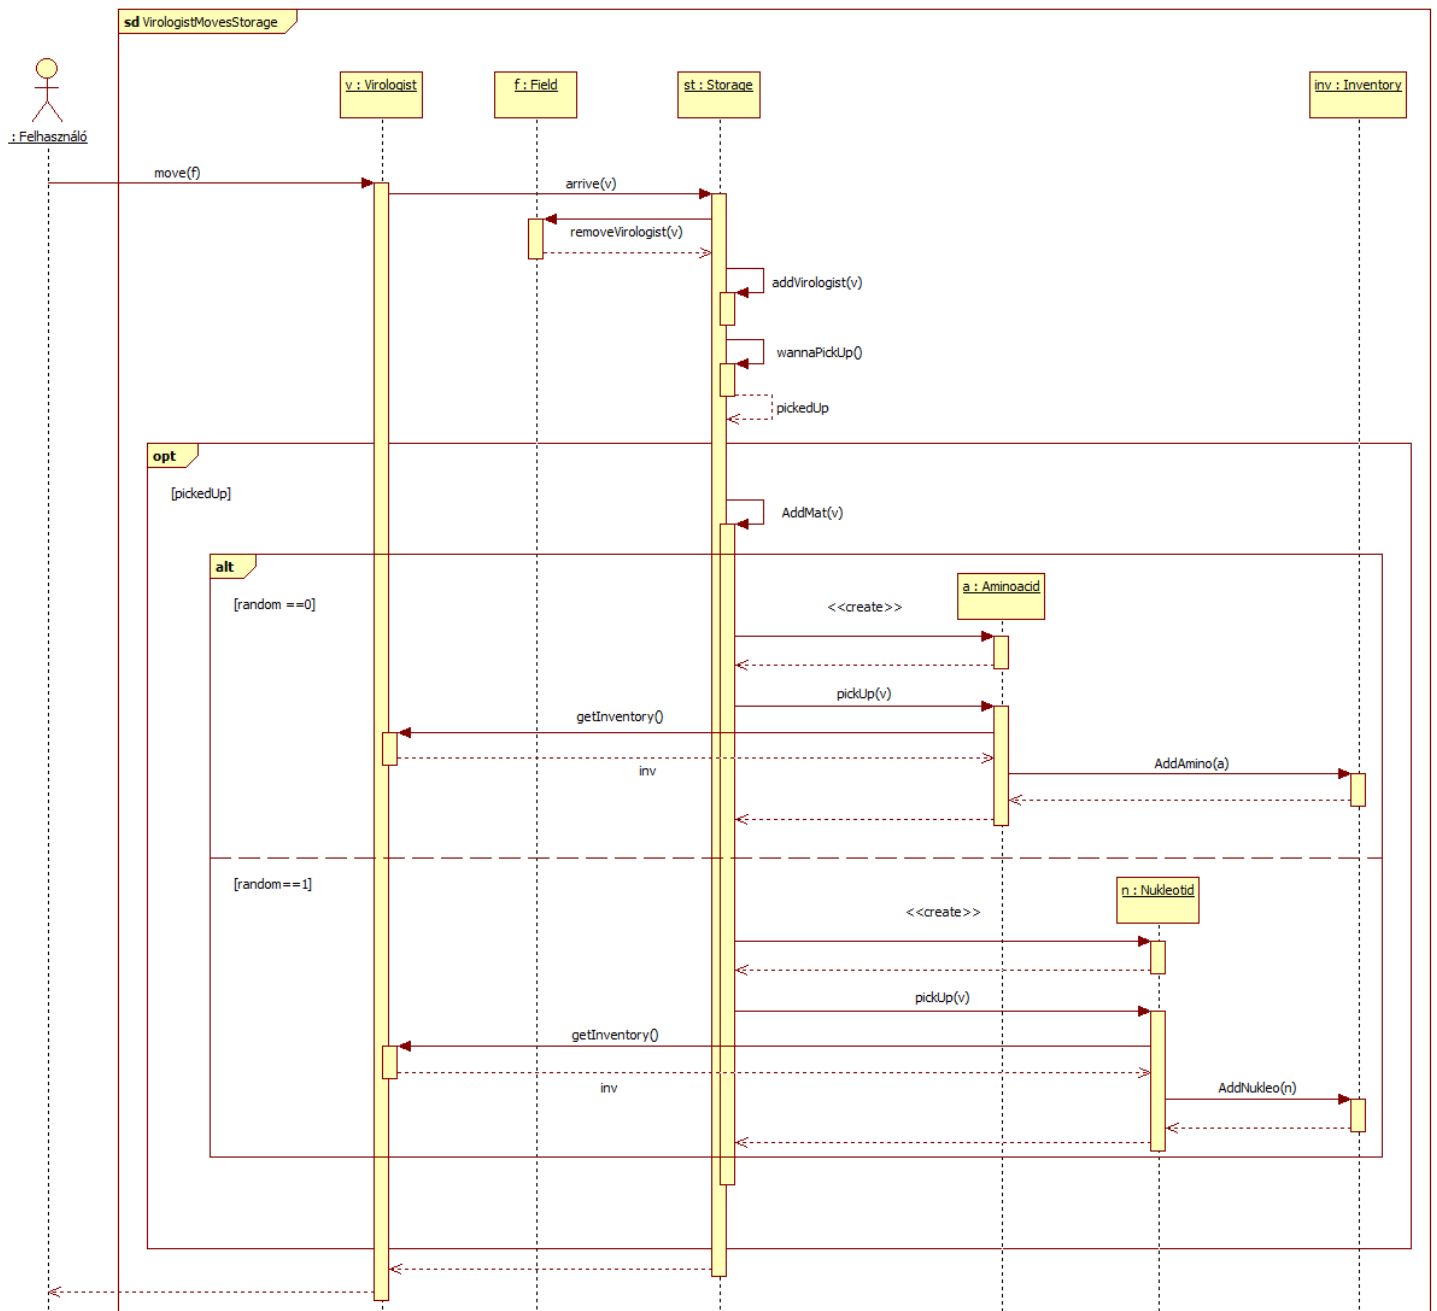 sd VirologistMovesStorage
: Felhasználó
v : Virologist
f : Field
st : Storage
inv : Inventory
move(f)
arrive(v)
removeVirologist(v)
addVirologist(v)
wannaPickUp()
pickedUp
opt
[pickedUp]
AddMat(v)
alt
[random ==0]
<<create>>
a : Aminoacid
pickUp(v)
getInventory()
inv
AddAmino(a)
[random==1]
<<create>>
n : Nukleotid
pickUp(v)
getInventory()
inv
AddNukleo(n)